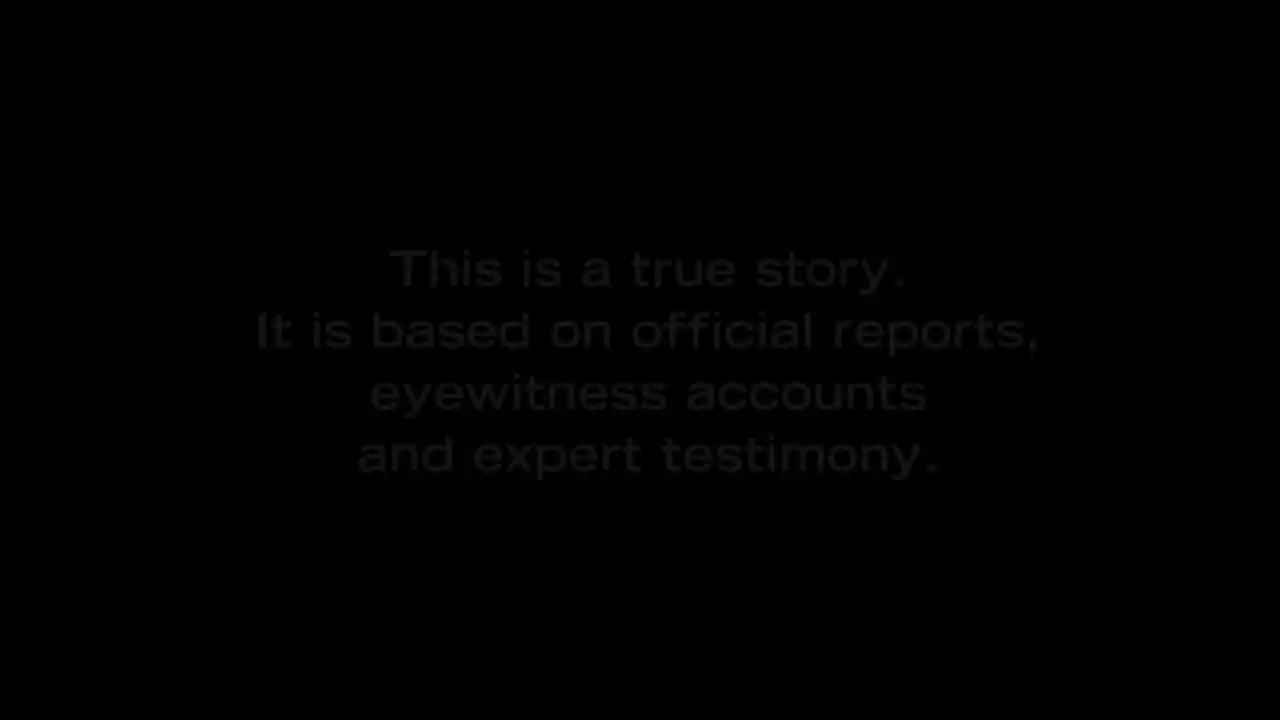 This is a true story.
It is based on official reports,
eyewitness accounts
and expert testimony.